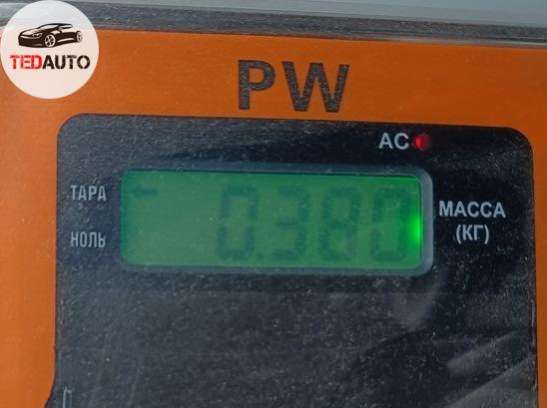 TEDAUTO
PW
AC
ТАРА
НОЛЬ
0.380
МАССА
(КГ)